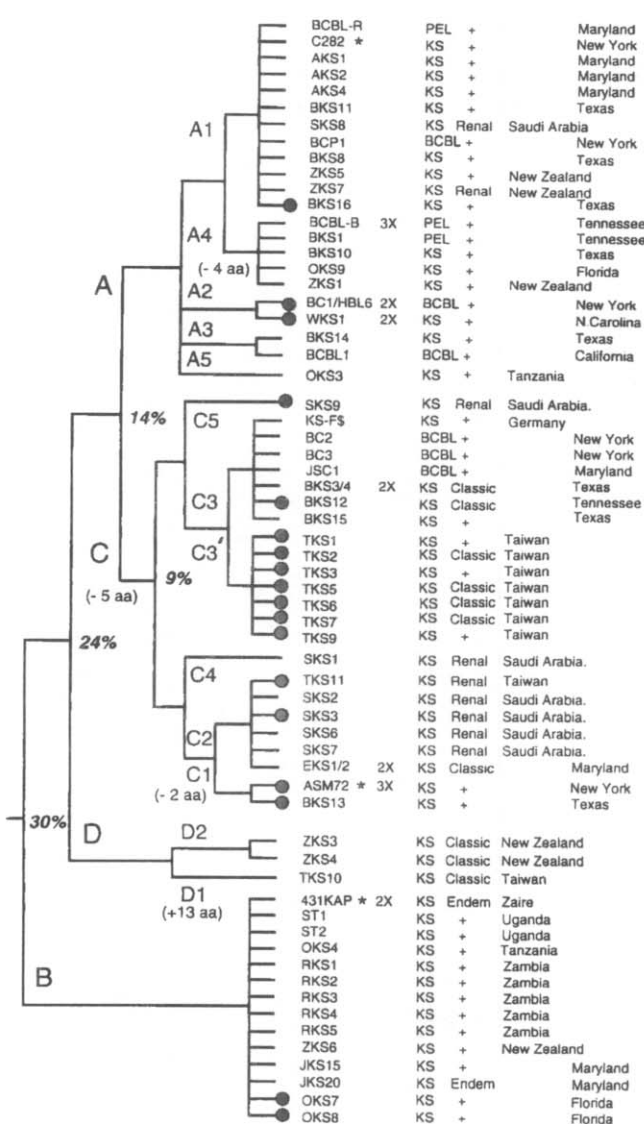 BCBL-R PEL + Maryland
C282 * KS + New York
AKS1 KS + Maryland
AKS2 KS + Maryland
AKS4 KS + Maryland
BKS11 KS + Texas
A1 SKS8 KS Renal Saudi Arabia
BCP1 BCBL + New York
BKS8 KS + Texas
ZKS5 KS + New Zealand
ZKS7 KS Renal New Zealand
BKS16 KS + Texas
BCBL-B 3X PEL + Tennessee
A4 BKS1 PEL + Tennessee
BKS10 KS + Texas
(- 4 aa) OKS9 KS + Florida
A ZKS1 KS + New Zealand
A2 BC1/HBL6 2X BCBL + New York
WKS1 2X KS + N.Carolina
A3 BKS14 KS + Texas
A5 BCBL1 BCBL + California
OKS3 KS + Tanzania
SKS9 KS Renal Saudi Arabia.
14% C5 KS-F$ KS + Germany
BC2 BCBL + New York
BC3 BCBL + New York
JSC1 BCBL + Maryland
BKS3/4 2X KS Classic Texas
C3 BKS12 KS Classic Tennessee
BKS15 KS + Texas
TKS1 KS + Taiwan
C C3' TKS2 KS Classic Taiwan
9% TKS3 KS + Taiwan
(- 5 aa) TKS5 KS Classic Taiwan
TKS6 KS Classic Taiwan
TKS7 KS Classic Taiwan
24% TKS9 KS + Taiwan
SKS1 KS Renal Saudi Arabia.
C4 TKS11 KS Renal Taiwan
SKS2 KS Renal Saudi Arabia.
SKS3 KS Renal Saudi Arabia.
C2 SKS6 KS Renal Saudi Arabia.
SKS7 KS Renal Saudi Arabia.
C1 EKS1/2 2X KS Classic Maryland
(- 2 aa) ASM72 * 3X KS + New York
BKS13 KS + Texas
30% D D2 ZKS3 KS Classic New Zealand
ZKS4 KS Classic New Zealand
TKS10 KS Classic Taiwan
D1 431KAP * 2X KS Endem Zaire
(+13 aa) ST1 KS + Uganda
ST2 KS + Uganda
OKS4 KS + Tanzania
RKS1 KS + Zambia
B RKS2 KS + Zambia
RKS3 KS + Zambia
RKS4 KS + Zambia
RKS5 KS + Zambia
ZKS6 KS + New Zealand
JKS15 KS + Maryland
JKS20 KS Endem Maryland
OKS7 KS + Florida
OKS8 KS + Florida